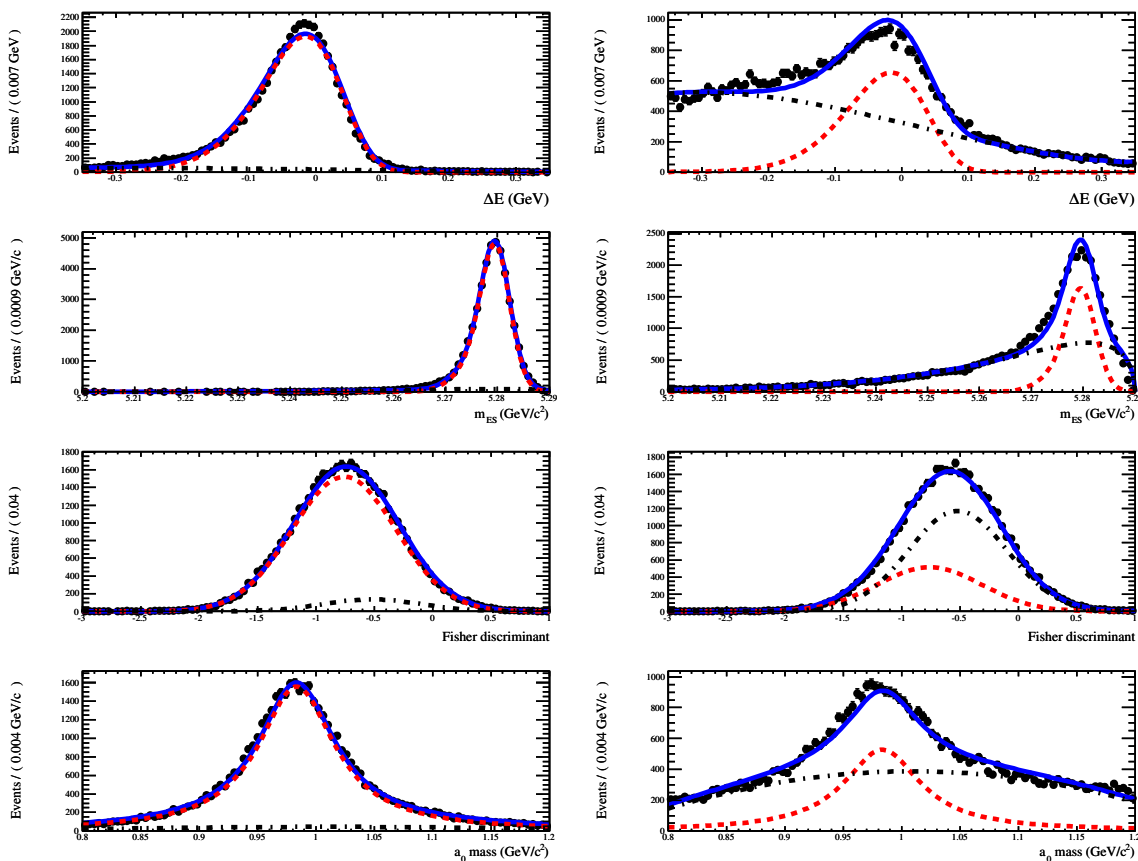 Events / ( 0.007 GeV )
2200
2000
1800
1600
1400
1200
1000
800
600
400
200
0
-0.3 -0.2 -0.1 0 0.1 0.2 0.3
ΔE (GeV)
Events / ( 0.007 GeV )
1000
800
600
400
200
0
-0.3 -0.2 -0.1 0 0.1 0.2 0.3
ΔE (GeV)
Events / ( 0.0009 GeV/c )
5000
4000
3000
2000
1000
0
5.2 5.21 5.22 5.23 5.24 5.25 5.26 5.27 5.28 5.29
m_ES (GeV/c²)
Events / ( 0.0009 GeV/c )
2500
2000
1500
1000
500
0
5.2 5.21 5.22 5.23 5.24 5.25 5.26 5.27 5.28 5.2
m_ES (GeV/c²)
Events / ( 0.04 )
1800
1600
1400
1200
1000
800
600
400
200
0
-3 -2.5 -2 -1.5 -1 -0.5 0 0.5 1
Fisher discriminant
Events / ( 0.04 )
1800
1600
1400
1200
1000
800
600
400
200
0
-3 -2.5 -2 -1.5 -1 -0.5 0 0.5 1
Fisher discriminant
Events / ( 0.004 GeV/c )
1600
1400
1200
1000
800
600
400
200
0
0.8 0.85 0.9 0.95 1 1.05 1.1 1.15 1.2
a₀ mass (GeV/c²)
Events / ( 0.004 GeV/c )
1000
800
600
400
200
0
0.8 0.85 0.9 0.95 1 1.05 1.1 1.15 1.2
a₀ mass (GeV/c²)